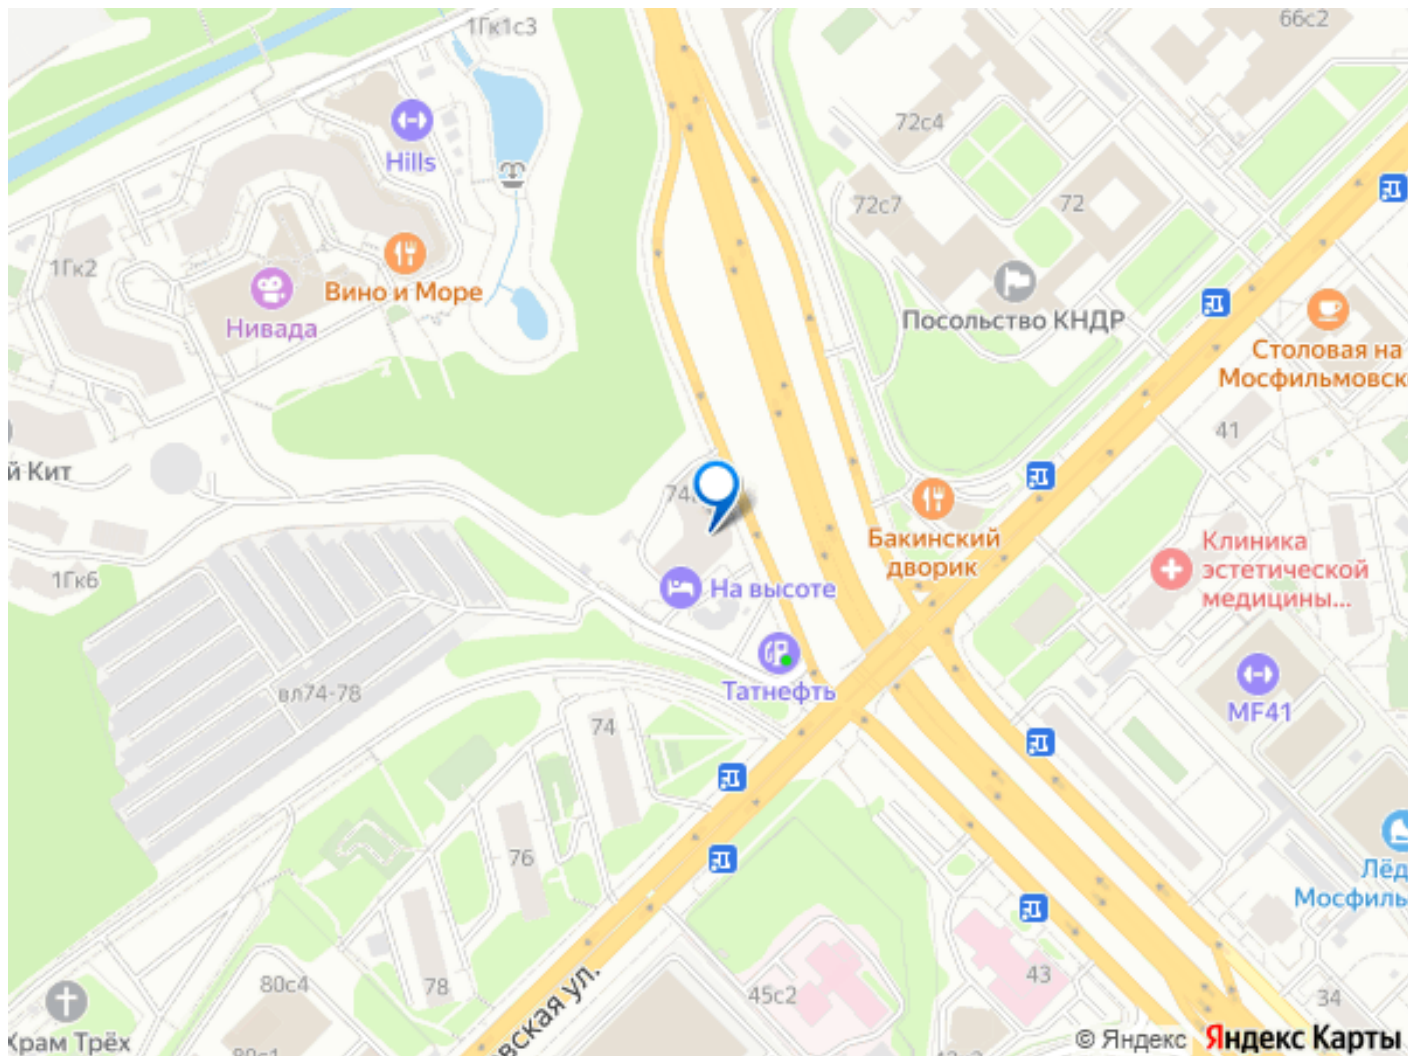 1Гк1с3
66с2
Hills
72с4
72с7
72
1Гк2
Вино и Море
Нивада
Посольство КНДР
Столовая на
Мосфильмовск
41
й Кит
Бакинский
дворик
Клиника
эстетической
медицины...
1Гк6
На высоте
Татнефть
вл74-78
74
MF41
76
Лёд
Мосфиль
78
80с4
вская ул.
45с2
43
34
Храм Трёх
© Яндекс
Яндекс Карты